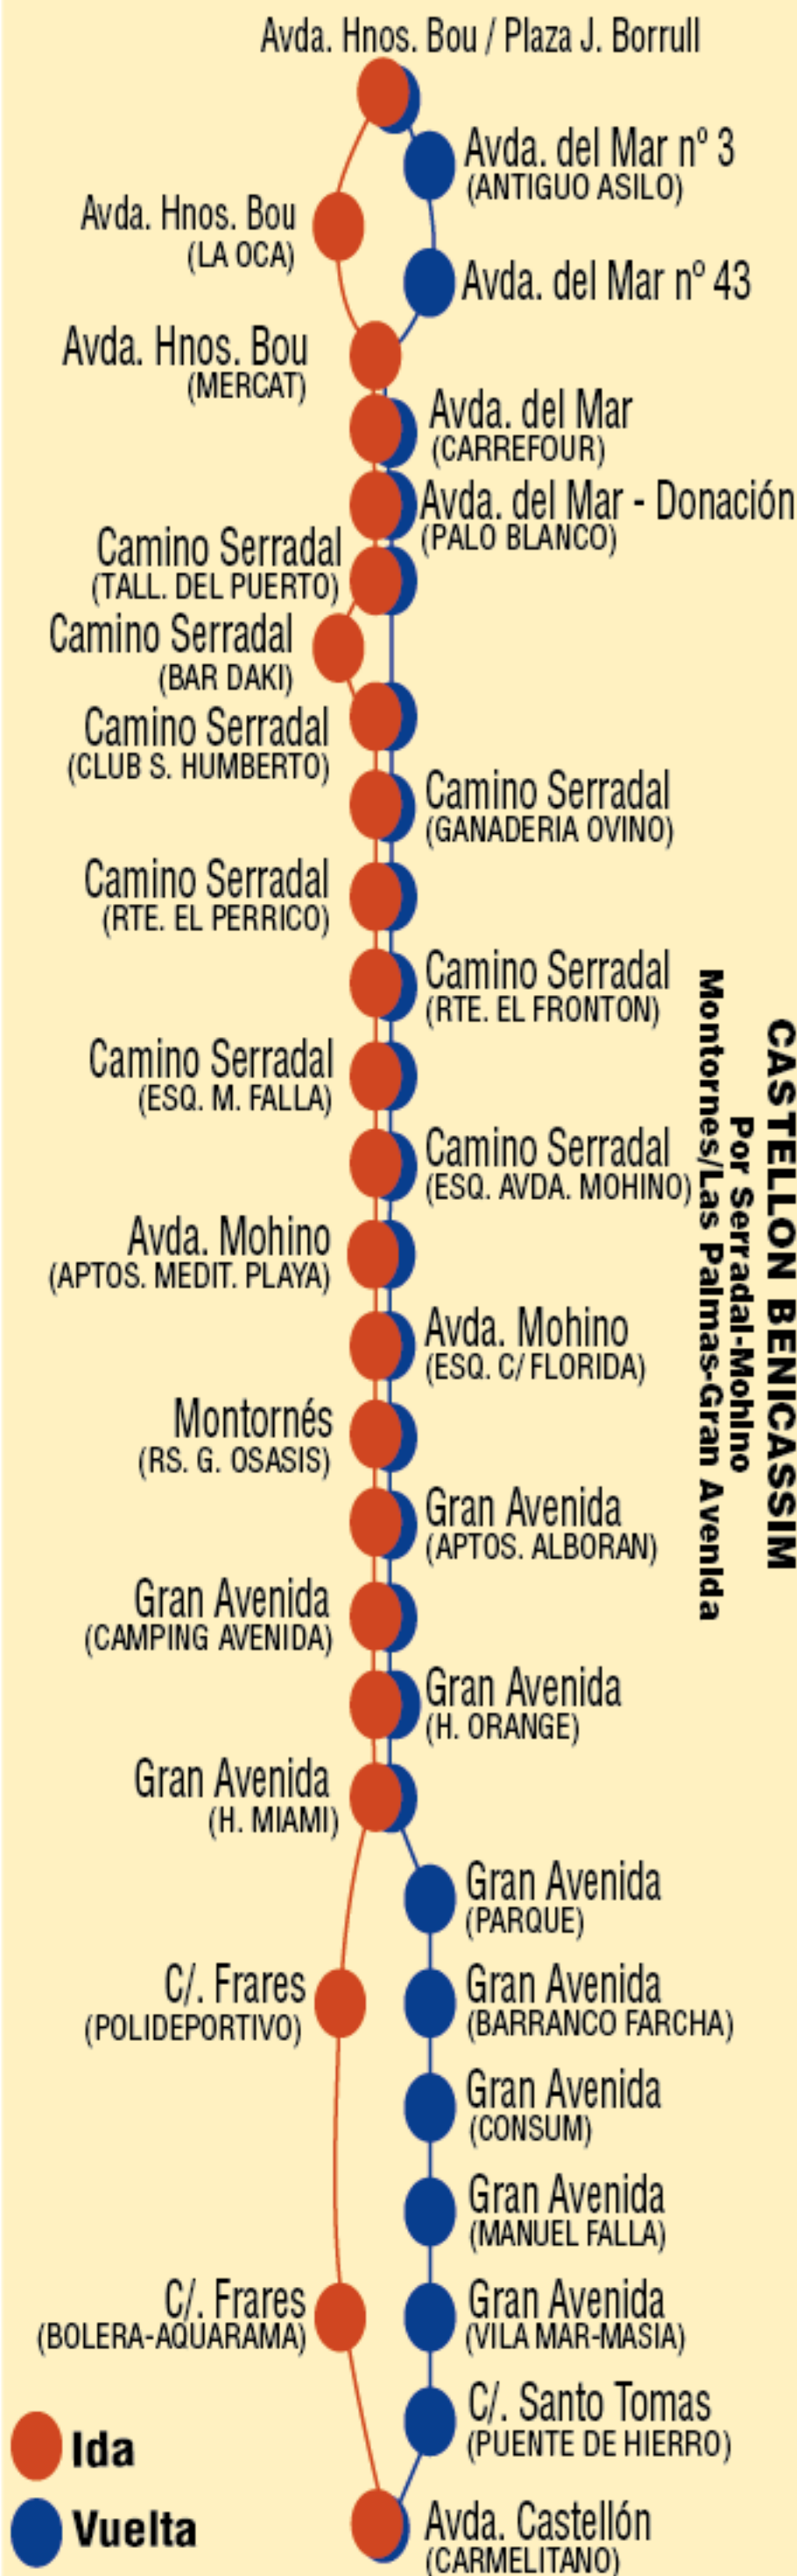 Avda. Hnos. Bou / Plaza J. Borrull
Avda. del Mar nº 3
(ANTIGUO ASILO)
Avda. Hnos. Bou
(LA OCA)
Avda. del Mar nº 43
Avda. Hnos. Bou
(MERCAT)
Avda. del Mar
(CARREFOUR)
Avda. del Mar - Donación
(PALO BLANCO)
Camino Serradal
(TALL. DEL PUERTO)
Camino Serradal
(BAR DAKI)
Camino Serradal
(CLUB S. HUMBERTO)
Camino Serradal
(GANADERIA OVINO)
Camino Serradal
(RTE. EL PERRICO)
Camino Serradal
(RTE. EL FRONTON)
Camino Serradal
(ESQ. M. FALLA)
Camino Serradal
(ESQ. AVDA. MOHINO)
Avda. Mohino
(APTOS. MEDIT. PLAYA)
Avda. Mohino
(ESQ. C/ FLORIDA)
Montornés
(RS. G. OSASIS)
Gran Avenida
(APTOS. ALBORAN)
Gran Avenida
(CAMPING AVENIDA)
Gran Avenida
(H. ORANGE)
Gran Avenida
(H. MIAMI)
Gran Avenida
(PARQUE)
C/. Frares
(POLIDEPORTIVO)
Gran Avenida
(BARRANCO FARCHA)
Gran Avenida
(CONSUM)
Gran Avenida
(MANUEL FALLA)
C/. Frares
(BOLERA-AQUARAMA)
Gran Avenida
(VILA MAR-MASIA)
C/. Santo Tomas
(PUENTE DE HIERRO)
Avda. Castellón
(CARMELITANO)
Ida
Vuelta
CASTELLON BENICASSIM
Por Serradal-Mohino
Montornes/Las Palmas-Gran Avenida